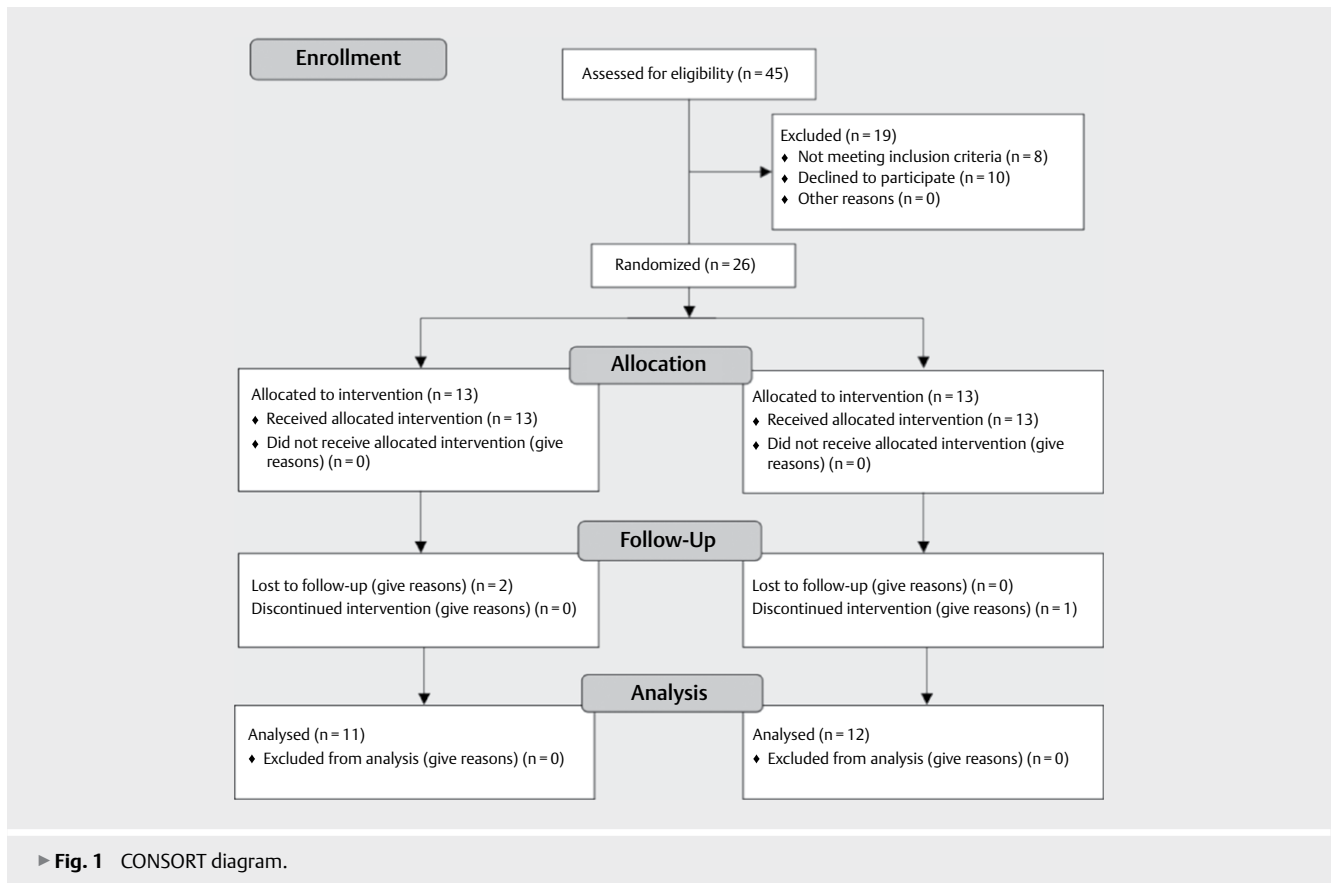 Enrollment
Assessed for eligibility (n = 45)
Excluded (n = 19)
♦ Not meeting inclusion criteria (n = 8)
♦ Declined to participate (n = 10)
♦ Other reasons (n = 0)
Randomized (n = 26)
Allocation
Allocated to intervention (n = 13)
♦ Received allocated intervention (n = 13)
♦ Did not receive allocated intervention (give
reasons) (n = 0)
Allocated to intervention (n = 13)
♦ Received allocated intervention (n = 13)
♦ Did not receive allocated intervention (give
reasons) (n = 0)
Follow-Up
Lost to follow-up (give reasons) (n = 2)
Discontinued intervention (give reasons) (n = 0)
Lost to follow-up (give reasons) (n = 0)
Discontinued intervention (give reasons) (n = 1)
Analysis
Analysed (n = 11)
♦ Excluded from analysis (give reasons) (n = 0)
Analysed (n = 12)
♦ Excluded from analysis (give reasons) (n = 0)
▶ Fig. 1 CONSORT diagram.